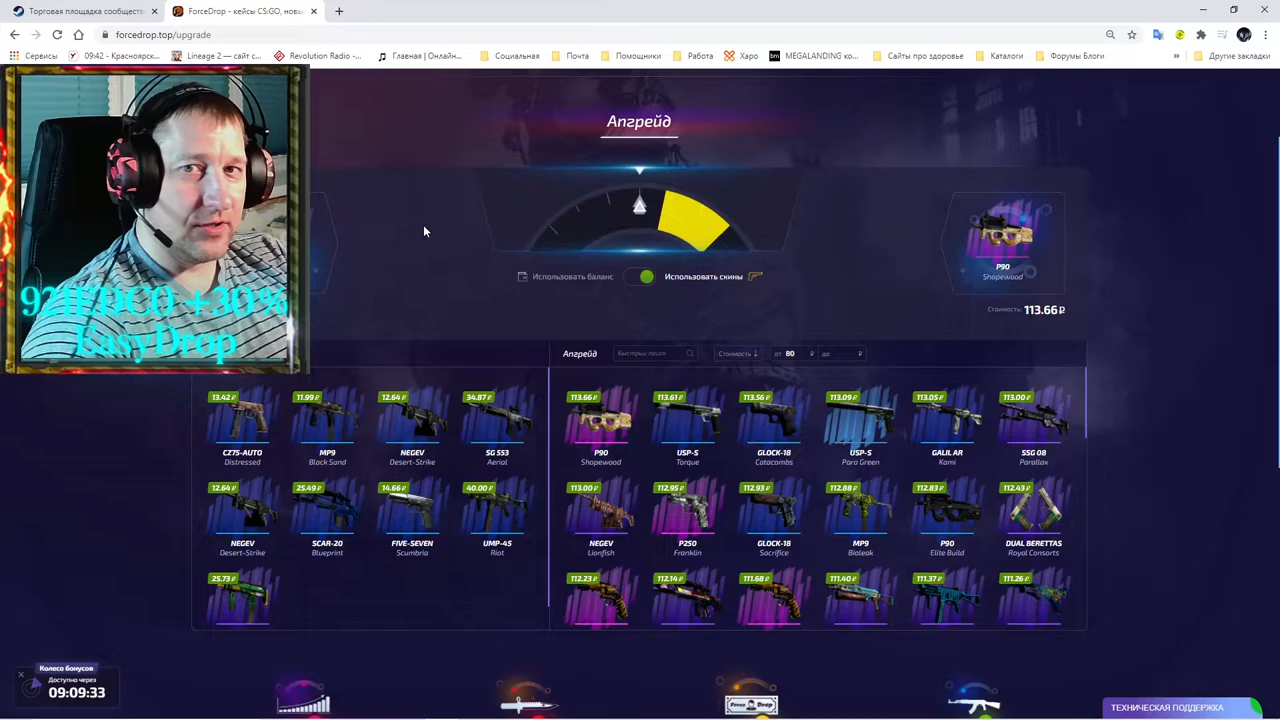 Торговая площадка сообществ
ForceDrop - кейсы CS:GO, новы
forcedrop.top/upgrade
Сервисы
09:42 - Красноярск...
Lineage 2 — сайт с...
Revolution Radio -...
Главная | Онлайн...
Социальная
Почта
Помощники
Работа
Харо
bm
MEGALANDING ко...
Сайты про здоровье
Каталоги
Форумы Блоги
»
Другие закладки
Апгрейд
Использовать баланс
Использовать скины
P90
Shapewood
Стоимость: 113.66 ₽
+30%
EasyDrop
Апгрейд
Быстрый поиск
Стоимость ↓
от 80 ₽
до ₽
13.42 ₽
11.99 ₽
12.64 ₽
34.87 ₽
CZ75-AUTO
MP9
NEGEV
SG 553
Distressed
Black Sand
Desert-Strike
Aerial
12.64 ₽
25.49 ₽
14.66 ₽
40.00 ₽
NEGEV
SCAR-20
FIVE-SEVEN
UMP-45
Desert-Strike
Blueprint
Scumbria
Riot
25.73 ₽
113.66 ₽
113.61 ₽
113.56 ₽
113.09 ₽
113.05 ₽
113.00 ₽
P90
USP-S
GLOCK-18
USP-S
GALIL AR
SSG 08
Shapewood
Torque
Catacombs
Para Green
Kami
Parallax
113.00 ₽
112.95 ₽
112.93 ₽
112.88 ₽
112.83 ₽
112.43 ₽
NEGEV
P250
GLOCK-18
MP9
P90
DUAL BERETTAS
Lionfish
Franklin
Sacrifice
Bioleak
Elite Build
Royal Consorts
112.23 ₽
112.14 ₽
111.68 ₽
111.40 ₽
111.37 ₽
111.26 ₽
Колесо бонусов
Доступно через
09:09:33
Force Drop
ТЕХНИЧЕСКАЯ ПОДДЕРЖКА